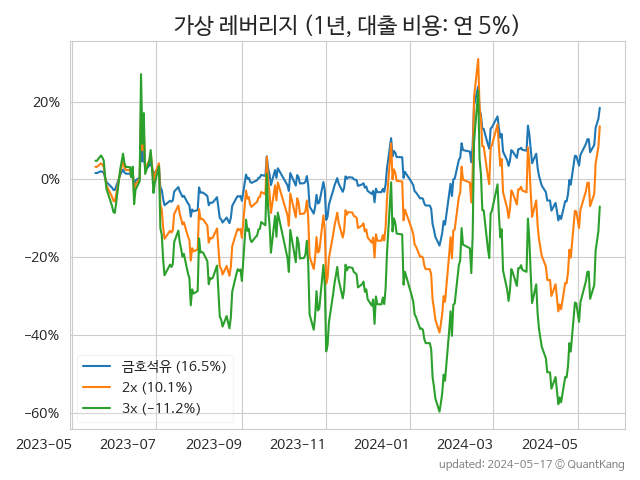 가상 레버리지 (1년, 대출 비용: 연 5%)
20%
0%
−20%
−40%
−60%
금호석유 (16.5%)
2x (10.1%)
3x (−11.2%)
2023−05 2023−07 2023−09 2023−11 2024−01 2024−03 2024−05
updated: 2024−05−17 © QuantKang